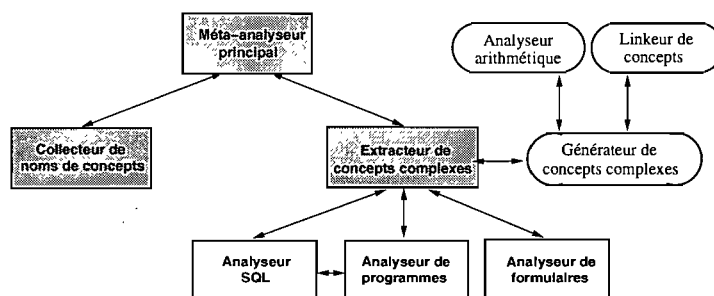 Méta-analyseur
principal
Analyseur
arithmétique
Linkeur de
concepts
Collecteur de
noms de concepts
Extracteur de
concepts complexes
Générateur de
concepts complexes
Analyseur
SQL
Analyseur de
programmes
Analyseur de
formulaires